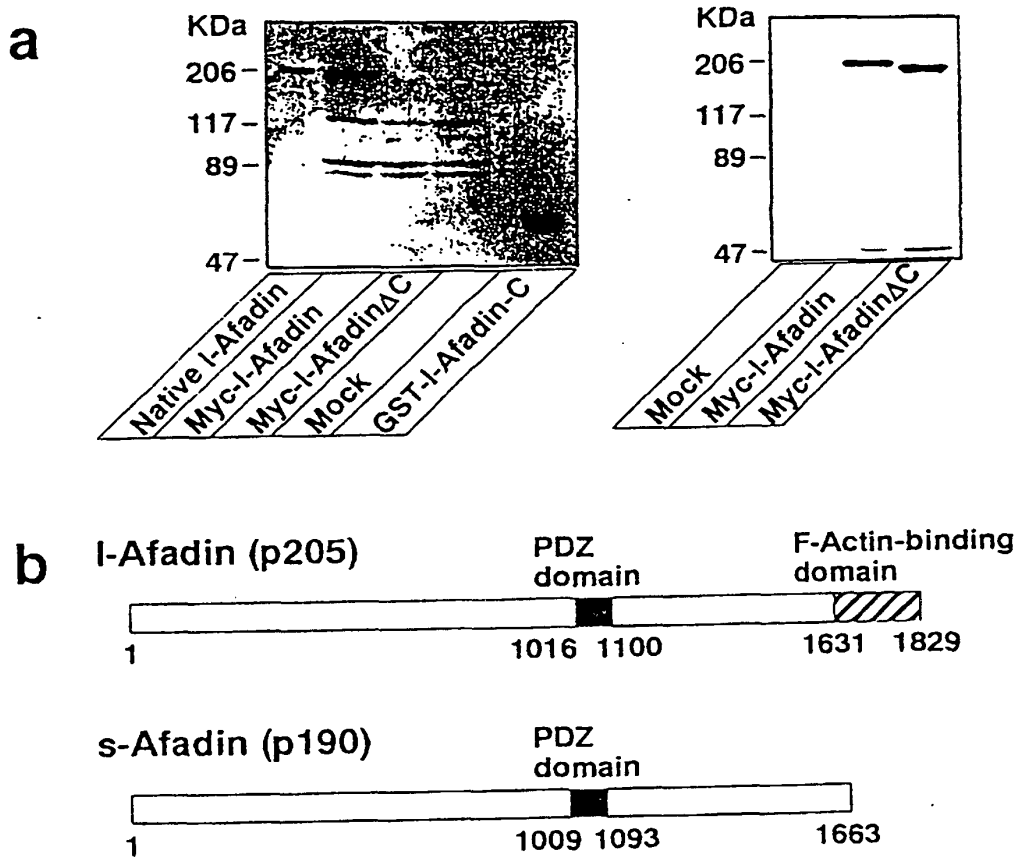 a
KDa
206
117
89
47
Native l-Afadin
Myc-l-Afadin
Myc-l-AfadinΔC
Mock
GST-l-Afadin-C
KDa
206
117
89
47
Mock
Myc-l-Afadin
Myc-l-AfadinΔC
b
l-Afadin (p205)
PDZ
domain
F-Actin-binding
domain
1
1016
1100
1631
1829
s-Afadin (p190)
PDZ
domain
1
1009
1093
1663